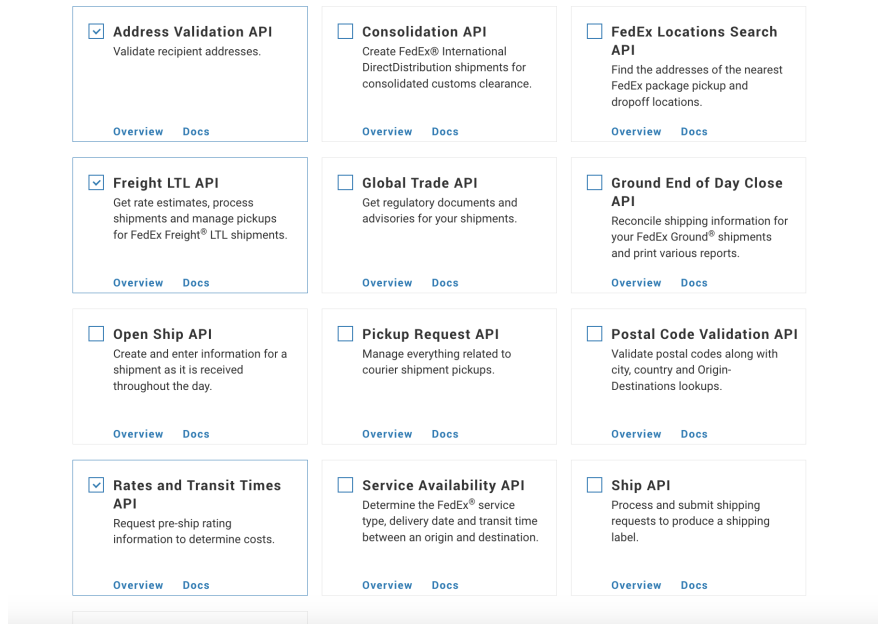 Address Validation API
Validate recipient addresses.
Overview Docs
Consolidation API
Create FedEx® International
DirectDistribution shipments for
consolidated customs clearance.
Overview Docs
FedEx Locations Search
API
Find the addresses of the nearest
FedEx package pickup and
dropoff locations.
Overview Docs
Freight LTL API
Get rate estimates, process
shipments and manage pickups
for FedEx Freight® LTL shipments.
Overview Docs
Global Trade API
Get regulatory documents and
advisories for your shipments.
Overview Docs
Ground End of Day Close
API
Reconcile shipping information for
your FedEx Ground® shipments
and print various reports.
Overview Docs
Open Ship API
Create and enter information for a
shipment as it is received
throughout the day.
Overview Docs
Pickup Request API
Manage everything related to
courier shipment pickups.
Overview Docs
Postal Code Validation API
Validate postal codes along with
city, country and Origin-
Destinations lookups.
Overview Docs
Rates and Transit Times
API
Request pre-ship rating
information to determine costs.
Overview Docs
Service Availability API
Determine the FedEx® service
type, delivery date and transit time
between an origin and destination.
Overview Docs
Ship API
Process and submit shipping
requests to produce a shipping
label.
Overview Docs